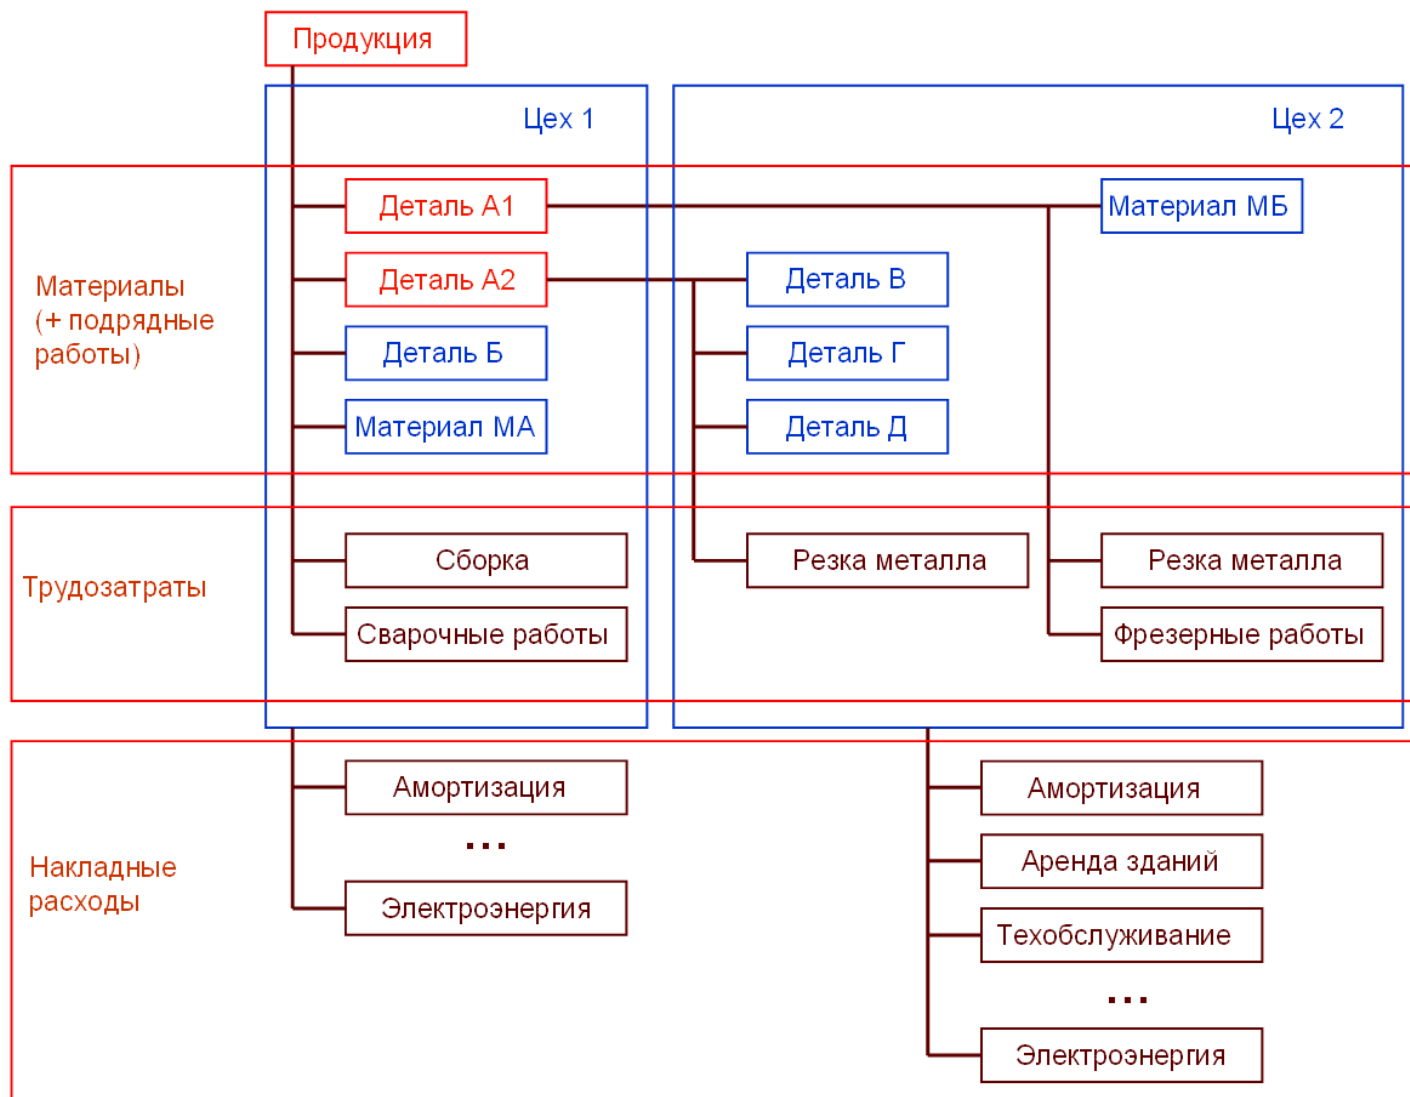 Продукция
Цех 1
Цех 2
Материалы
(+ подрядные
работы)
Деталь А1
Материал МБ
Деталь А2
Деталь В
Деталь Б
Деталь Г
Материал МА
Деталь Д
Трудозатраты
Сборка
Резка металла
Резка металла
Сварочные работы
Фрезерные работы
Накладные
расходы
Амортизация
...
Электроэнергия
Амортизация
Аренда зданий
Техобслуживание
...
Электроэнергия